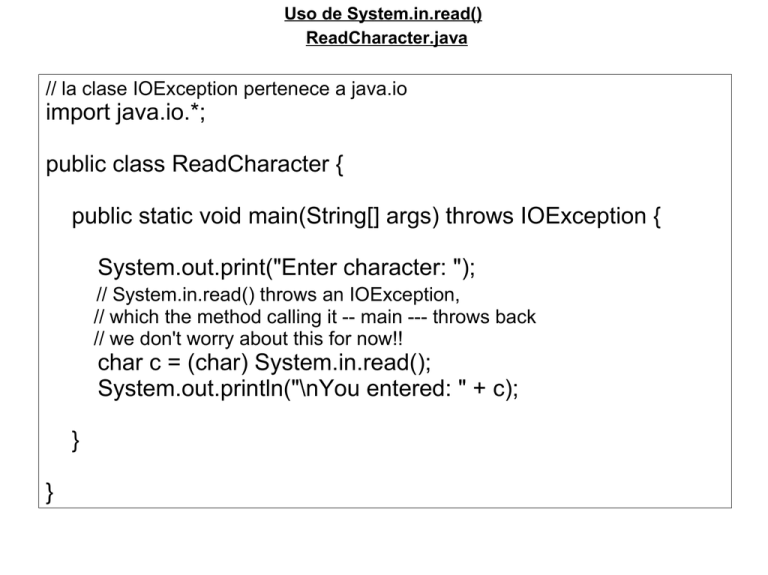 Uso de System.in.read()
ReadCharacter.java
// la clase IOException pertenece a java.io
import java.io.*;
public class ReadCharacter {
public static void main(String[] args) throws IOException {
System.out.print("Enter character: ");
// System.in.read() throws an IOException,
// which the method calling it -- main --- throws back
// we don't worry about this for now!!
char c = (char) System.in.read();
System.out.println("\nYou entered: " + c);
}
}